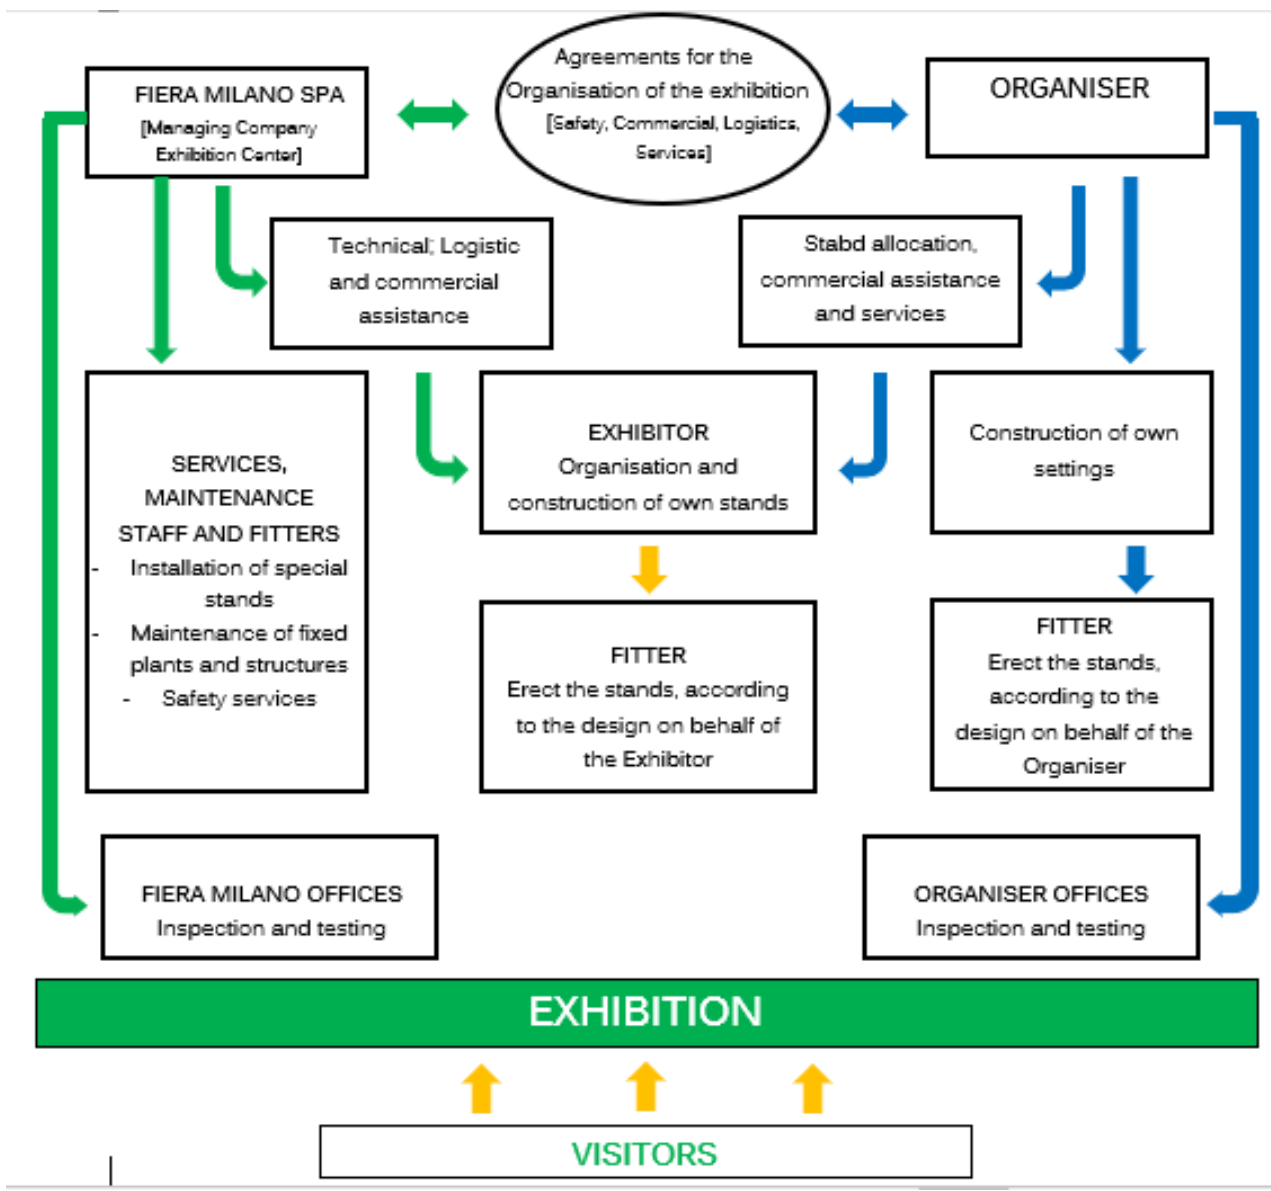 FIERA MILANO SPA
[Managing Company
Exhibition Center]
Agreements for the
Organisation of the exhibition
[Safety, Commercial, Logistics,
Services]
ORGANISER
Technical; Logistic
and commercial
assistance
Stabd allocation,
commercial assistance
and services
SERVICES,
MAINTENANCE
STAFF AND FITTERS
- Installation of special
stands
- Maintenance of fixed
plants and structures
- Safety services
EXHIBITOR
Organisation and
construction of own stands
Construction of own
settings
FITTER
Erect the stands, according
to the design on behalf of
the Exhibitor
FITTER
Erect the stands,
according to the
design on behalf of the
Organiser
FIERA MILANO OFFICES
Inspection and testing
ORGANISER OFFICES
Inspection and testing
EXHIBITION
VISITORS